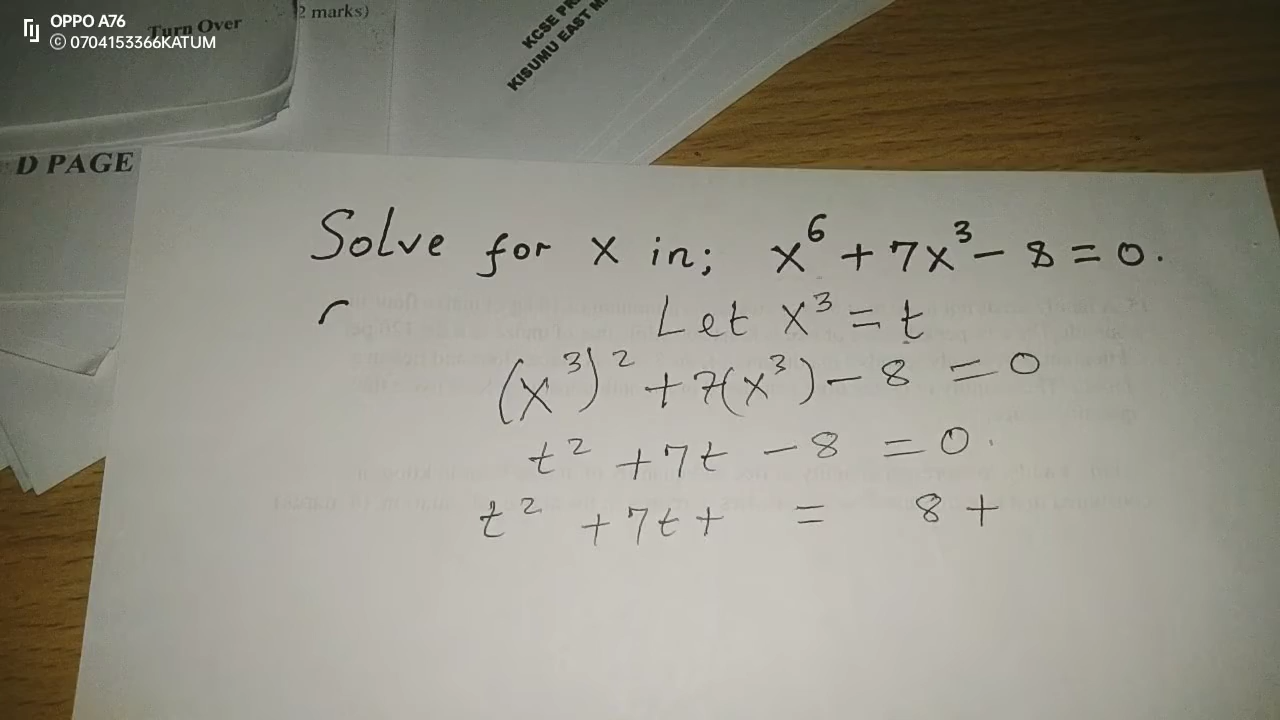 OPPO A76
© 0704153366KATUM
Turn Over
2 marks)
KCSE
KISUMU EAST
D PAGE
Solve for x in; x⁶ + 7x³ - 8 = 0.
Let x³ = t
(x³)² + 7(x³) - 8 = 0
t² + 7t - 8 = 0.
t² + 7t + = 8 +